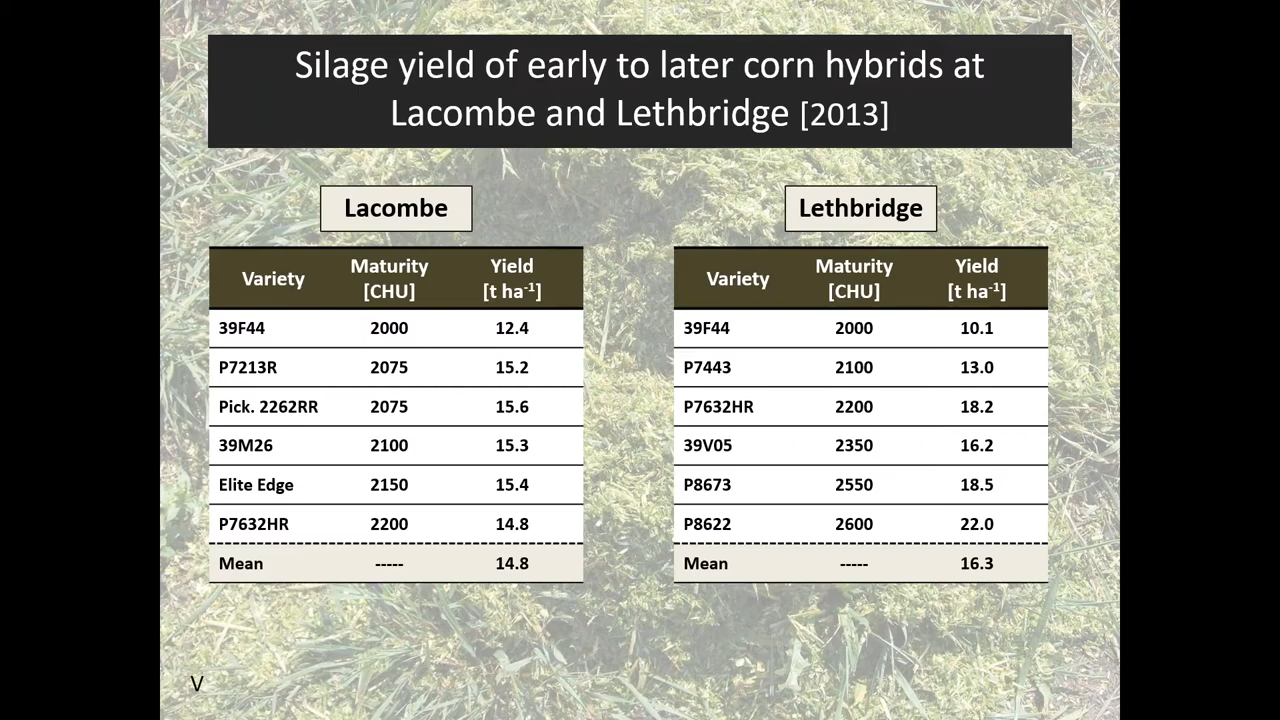 Silage yield of early to later corn hybrids at
Lacombe and Lethbridge [2013]
Lacombe
Variety Maturity [CHU] Yield [t ha⁻¹]
39F44 2000 12.4
P7213R 2075 15.2
Pick. 2262RR 2075 15.6
39M26 2100 15.3
Elite Edge 2150 15.4
P7632HR 2200 14.8
Mean ----- 14.8
Lethbridge
Variety Maturity [CHU] Yield [t ha⁻¹]
39F44 2000 10.1
P7443 2100 13.0
P7632HR 2200 18.2
39V05 2350 16.2
P8673 2550 18.5
P8622 2600 22.0
Mean ----- 16.3
V